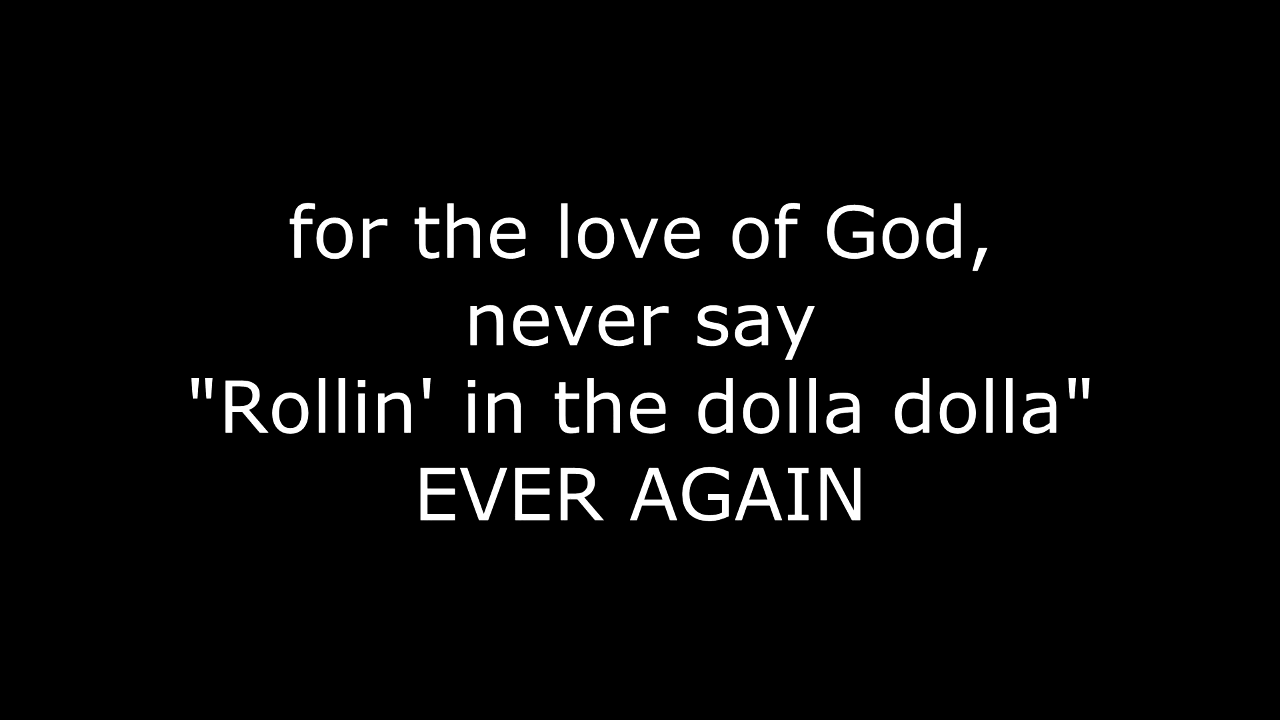 for the love of God,
never say
"Rollin' in the dolla dolla"
EVER AGAIN